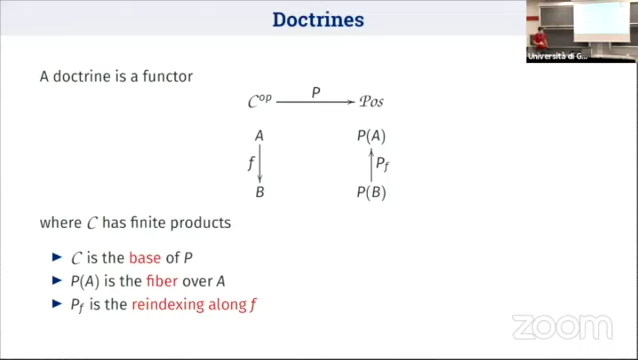 Doctrines
Università di G...
A doctrine is a functor
C^op P Pos
A P(A)
f P_f
B P(B)
where C has finite products
▶ C is the base of P
▶ P(A) is the fiber over A
▶ P_f is the reindexing along f
zoom